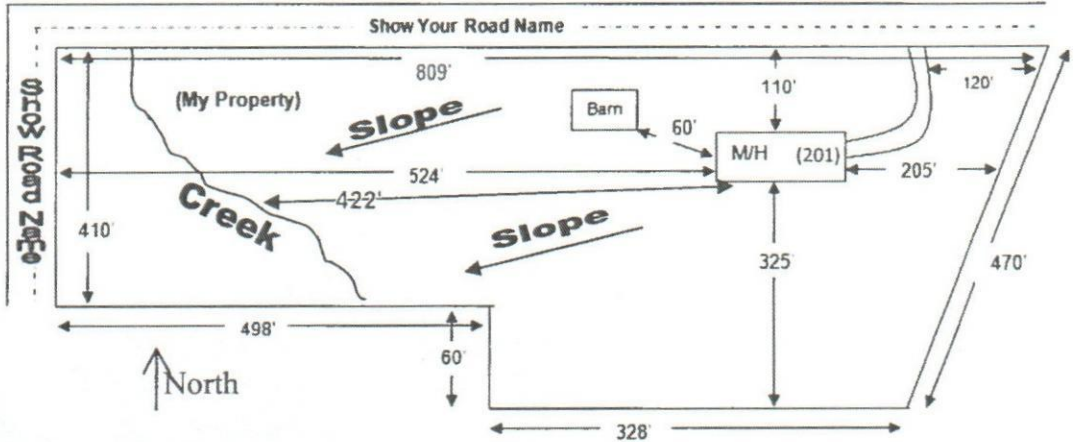 Show Your Road Name
Show Road Name
809'
(My Property)
Slope
Barn
110'
120'
60'
M/H (201)
524'
205'
422'
Creek
410'
Slope
325'
470'
498'
60'
North
328'